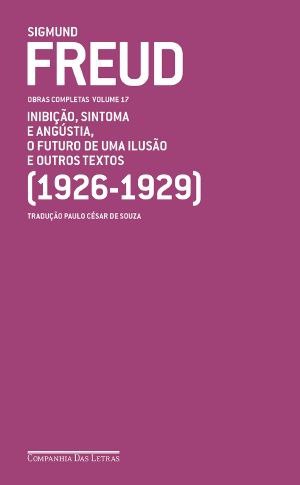 SIGMUND
FREUD
OBRAS COMPLETAS VOLUME 17
INIBIÇÃO, SINTOMA
E ANGÚSTIA,
O FUTURO DE UMA ILUSÃO
E OUTROS TEXTOS
(1926-1929)
TRADUÇÃO PAULO CÉSAR DE SOUZA
COMPANHIA DAS LETRAS